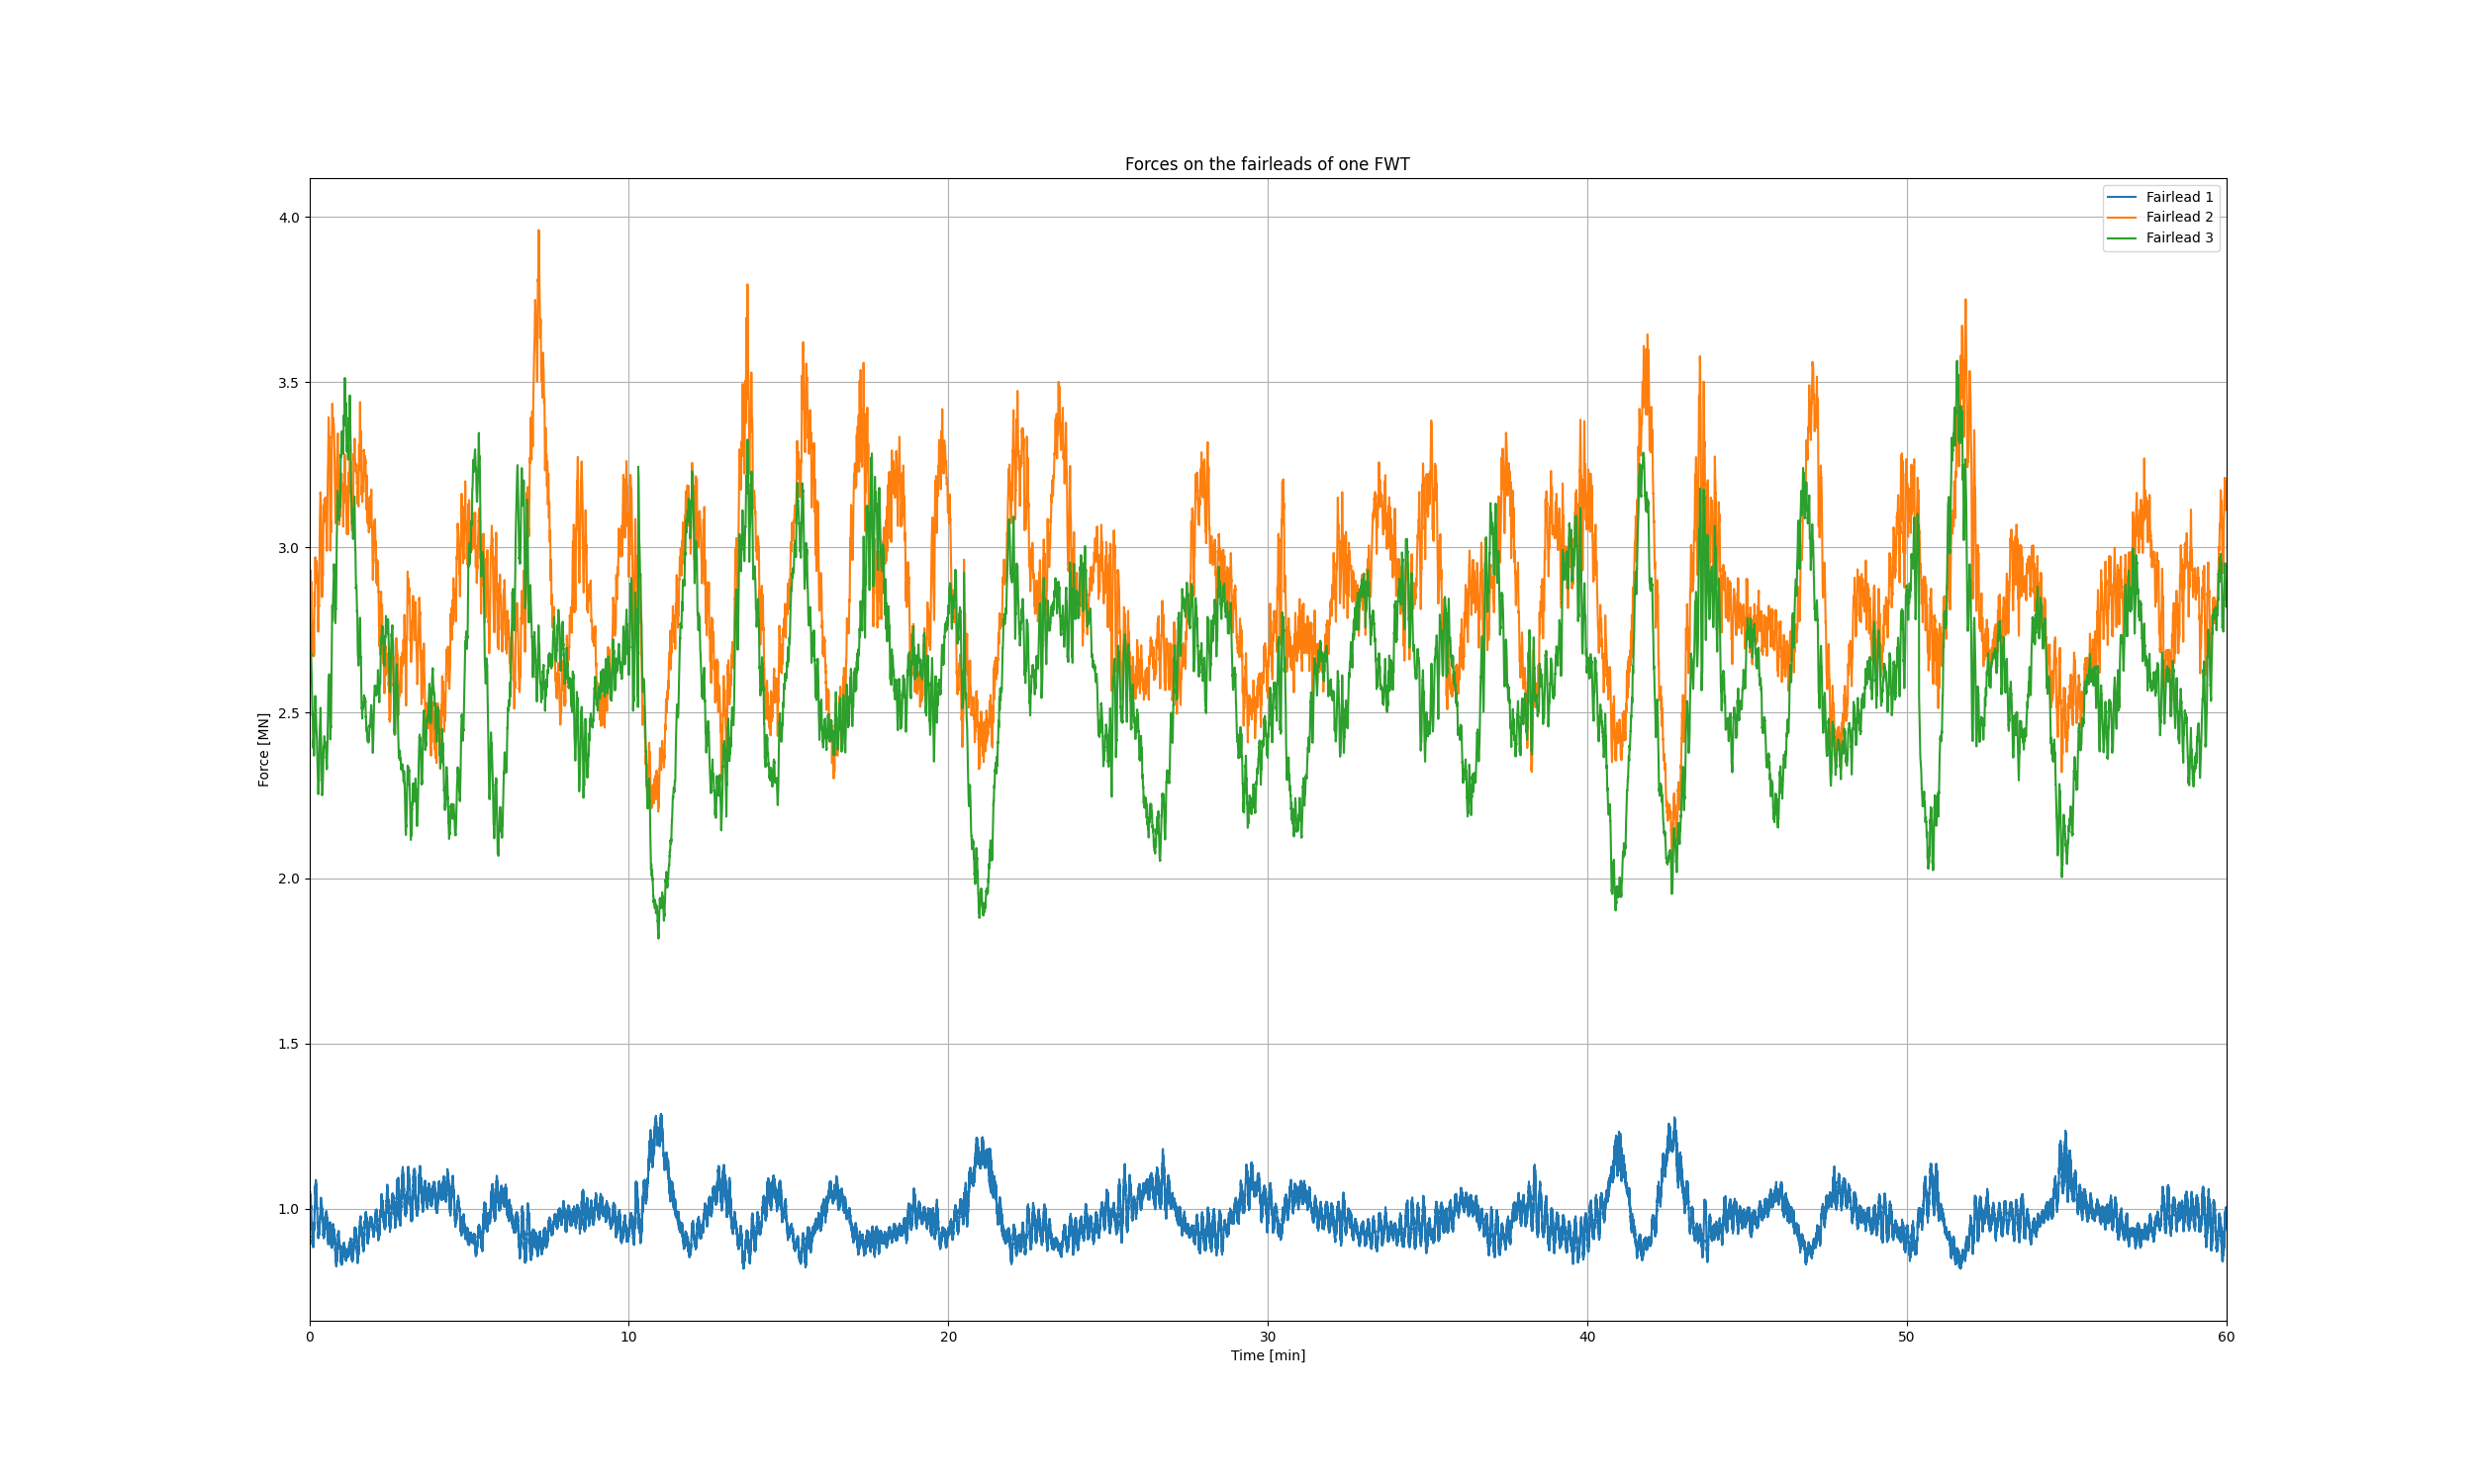 Forces on the fairleads of one FWT
Fairlead 1
Fairlead 2
Fairlead 3
4.0
3.5
3.0
2.5
2.0
1.5
1.0
Force [MN]
0 10 20 30 40 50 60
Time [min]